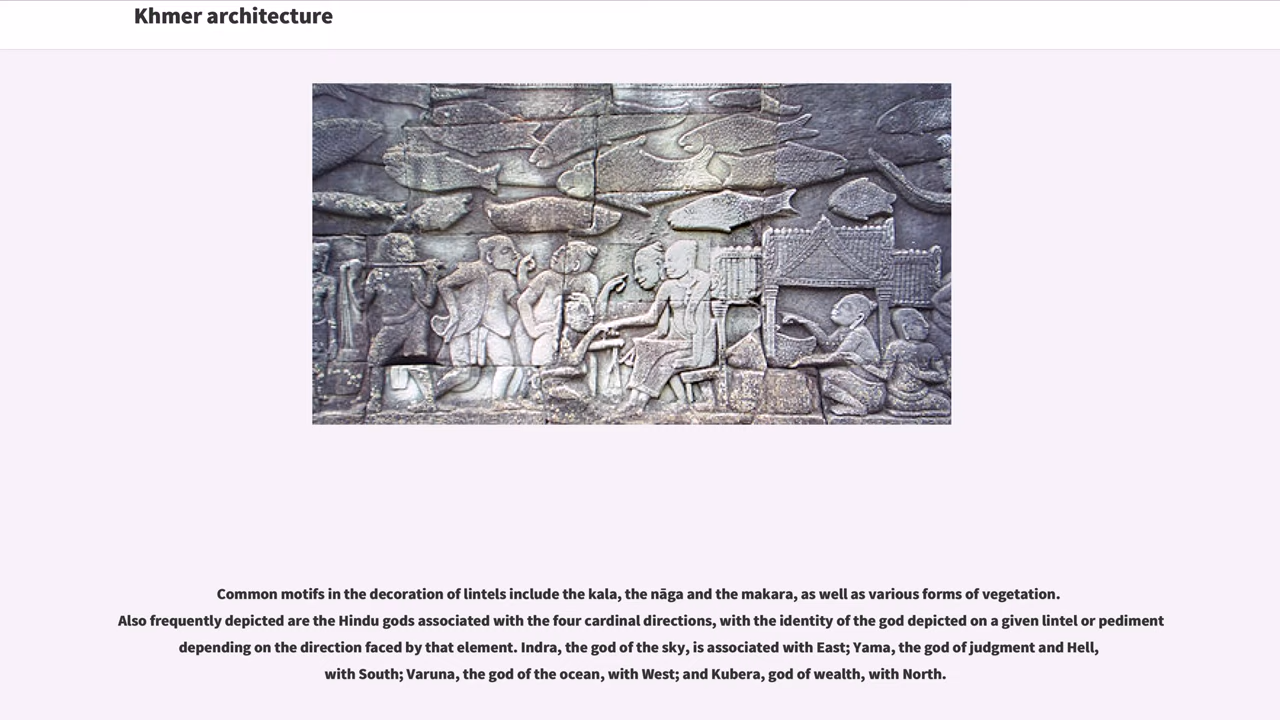 Khmer architecture
Common motifs in the decoration of lintels include the kala, the nāga and the makara, as well as various forms of vegetation.
Also frequently depicted are the Hindu gods associated with the four cardinal directions, with the identity of the god depicted on a given lintel or pediment
depending on the direction faced by that element. Indra, the god of the sky, is associated with East; Yama, the god of judgment and Hell,
with South; Varuna, the god of the ocean, with West; and Kubera, god of wealth, with North.